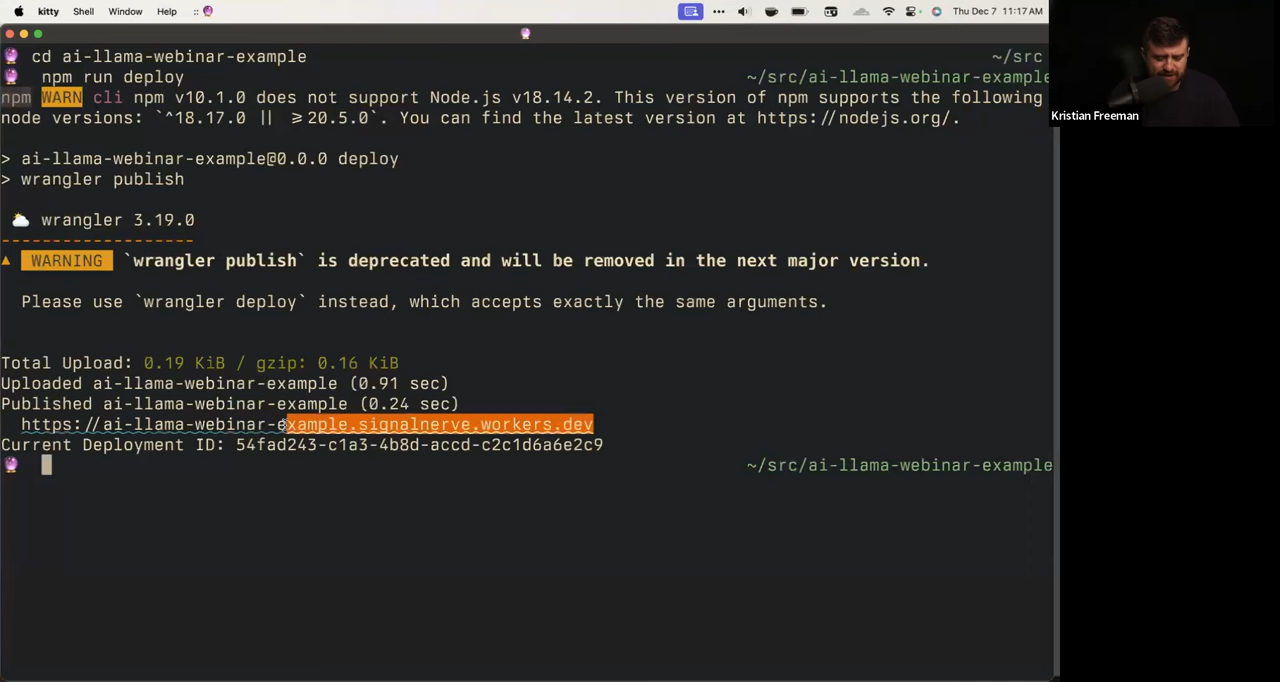 kitty Shell Window Help :: Thu Dec 7 11:17 AM
cd ai-llama-webinar-example ~/src
npm run deploy ~/src/ai-llama-webinar-example
npm WARN cli npm v10.1.0 does not support Node.js v18.14.2. This version of npm supports the following
node versions: `^18.17.0 || >=20.5.0`. You can find the latest version at https://nodejs.org/.
Kristian Freeman
> ai-llama-webinar-example@0.0.0 deploy
> wrangler publish
wrangler 3.19.0
-------------------
▲ WARNING `wrangler publish` is deprecated and will be removed in the next major version.
Please use `wrangler deploy` instead, which accepts exactly the same arguments.
Total Upload: 0.19 KiB / gzip: 0.16 KiB
Uploaded ai-llama-webinar-example (0.91 sec)
Published ai-llama-webinar-example (0.24 sec)
https://ai-llama-webinar-example.signalnerve.workers.dev
Current Deployment ID: 54fad243-c1a3-4b8d-accd-c2c1d6a6e2c9
~/src/ai-llama-webinar-example